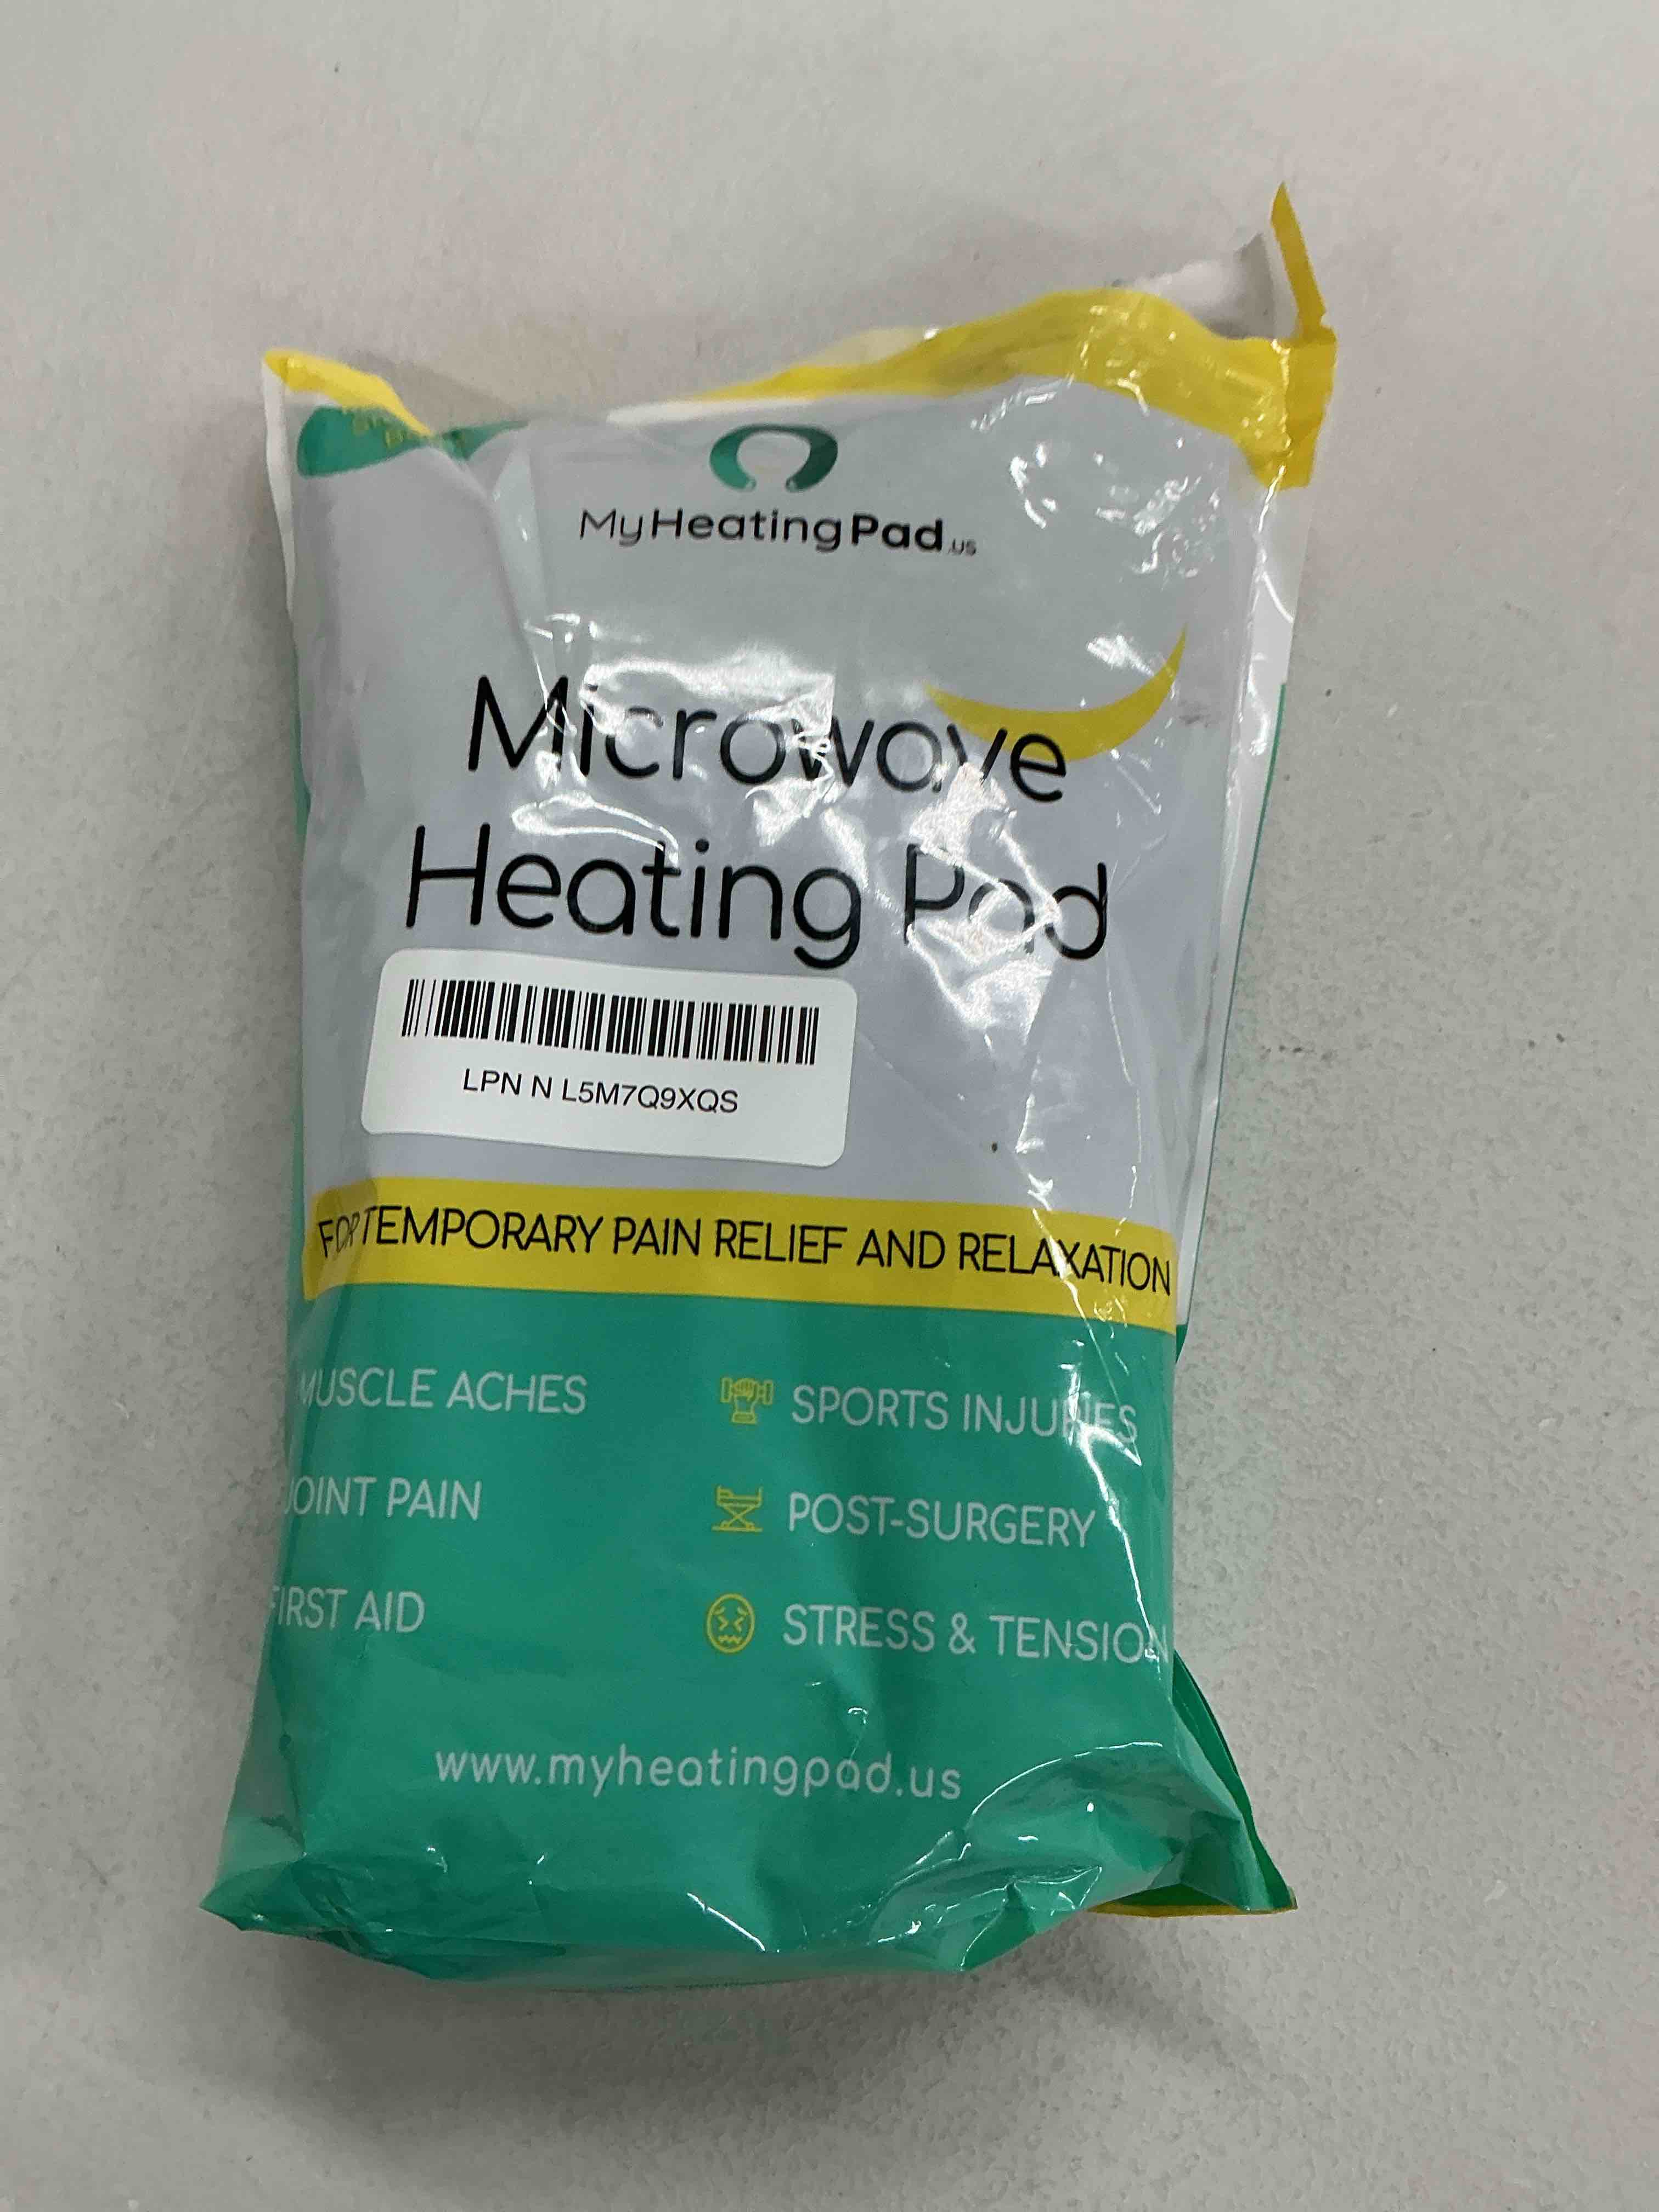 MyHeatingPad.us
Microwave
Heating Pad
LPN N L5M7Q9XQS
FOR TEMPORARY PAIN RELIEF AND RELAXATION
MUSCLE ACHES
SPORTS INJURIES
JOINT PAIN
POST-SURGERY
FIRST AID
STRESS & TENSION
www.myheatingpad.us